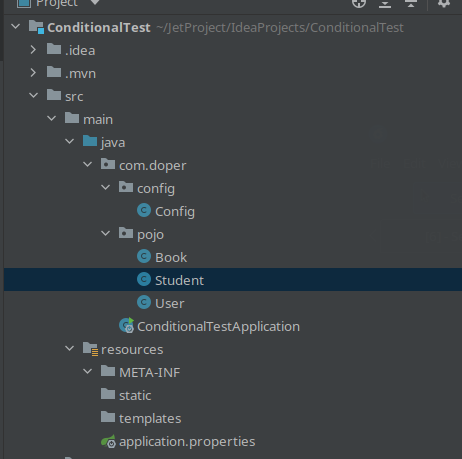 Project
ConditionalTest ~/JetProject/IdeaProjects/ConditionalTest
.idea
.mvn
src
main
java
com.doper
config
C Config
pojo
C Book
C Student
C User
ConditionalTestApplication
resources
META-INF
static
templates
application.properties